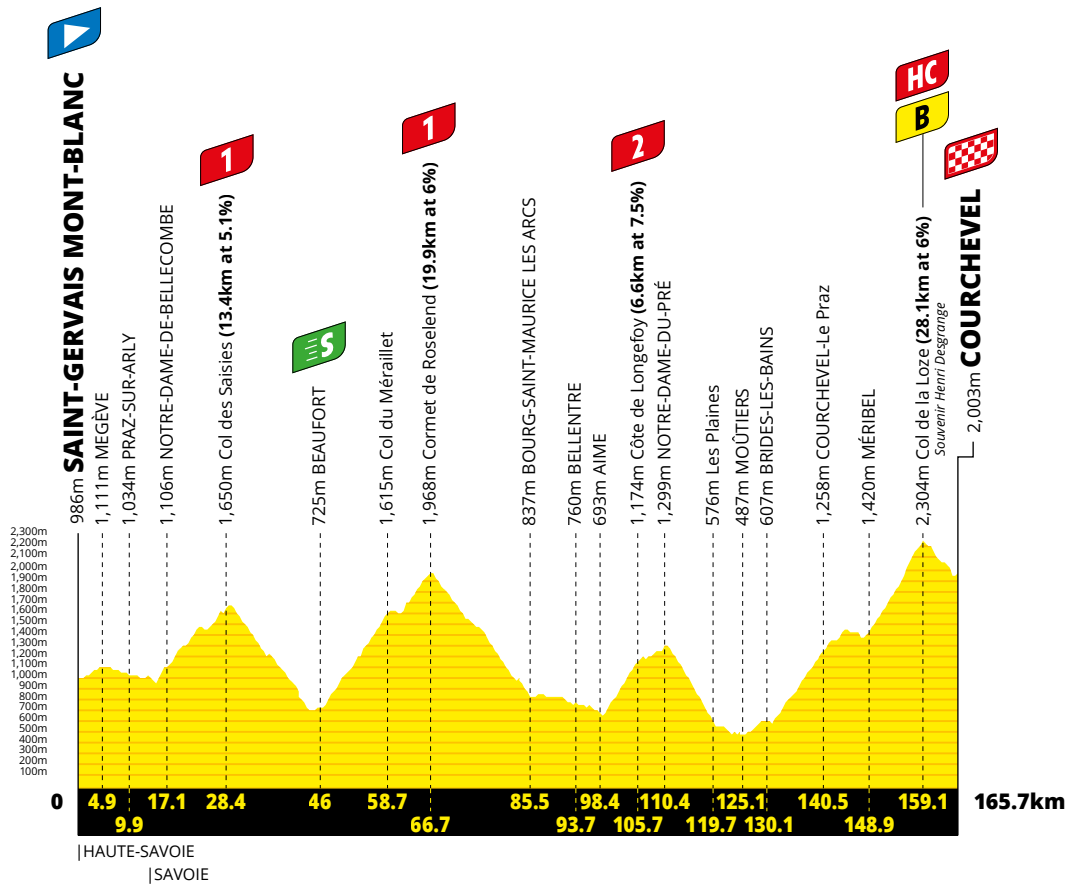 HC
B
1
1
2
S
986m SAINT-GERVAIS MONT-BLANC
1,111m MEGÈVE
1,034m PRAZ-SUR-ARLY
1,106m NOTRE-DAME-DE-BELLECOMBE
1,650m Col des Saisies (13.4km at 5.1%)
725m BEAUFORT
1,615m Col du Méraillet
1,968m Cormet de Roselend (19.9km at 6%)
837m BOURG-SAINT-MAURICE LES ARCS
760m BELLENTRE
693m AIME
1,174m Côte de Longefoy (6.6km at 7.5%)
1,299m NOTRE-DAME-DU-PRÉ
576m Les Plaines
487m MOÛTIERS
607m BRIDES-LES-BAINS
1,258m COURCHEVEL-Le Praz
1,420m MÉRIBEL
2,304m Col de la Loze (28.1km at 6%)
Souvenir Henri Desgrange
2,003m COURCHEVEL
2,300m
2,200m
2,100m
2,000m
1,900m
1,800m
1,700m
1,600m
1,500m
1,400m
1,300m
1,200m
1,100m
1,000m
900m
800m
700m
600m
500m
400m
300m
200m
100m
0 4.9 17.1 28.4 46 58.7 85.5 98.4 110.4 125.1 140.5 159.1 165.7km
9.9 66.7 93.7 105.7 119.7 130.1 148.9
|HAUTE-SAVOIE
|SAVOIE